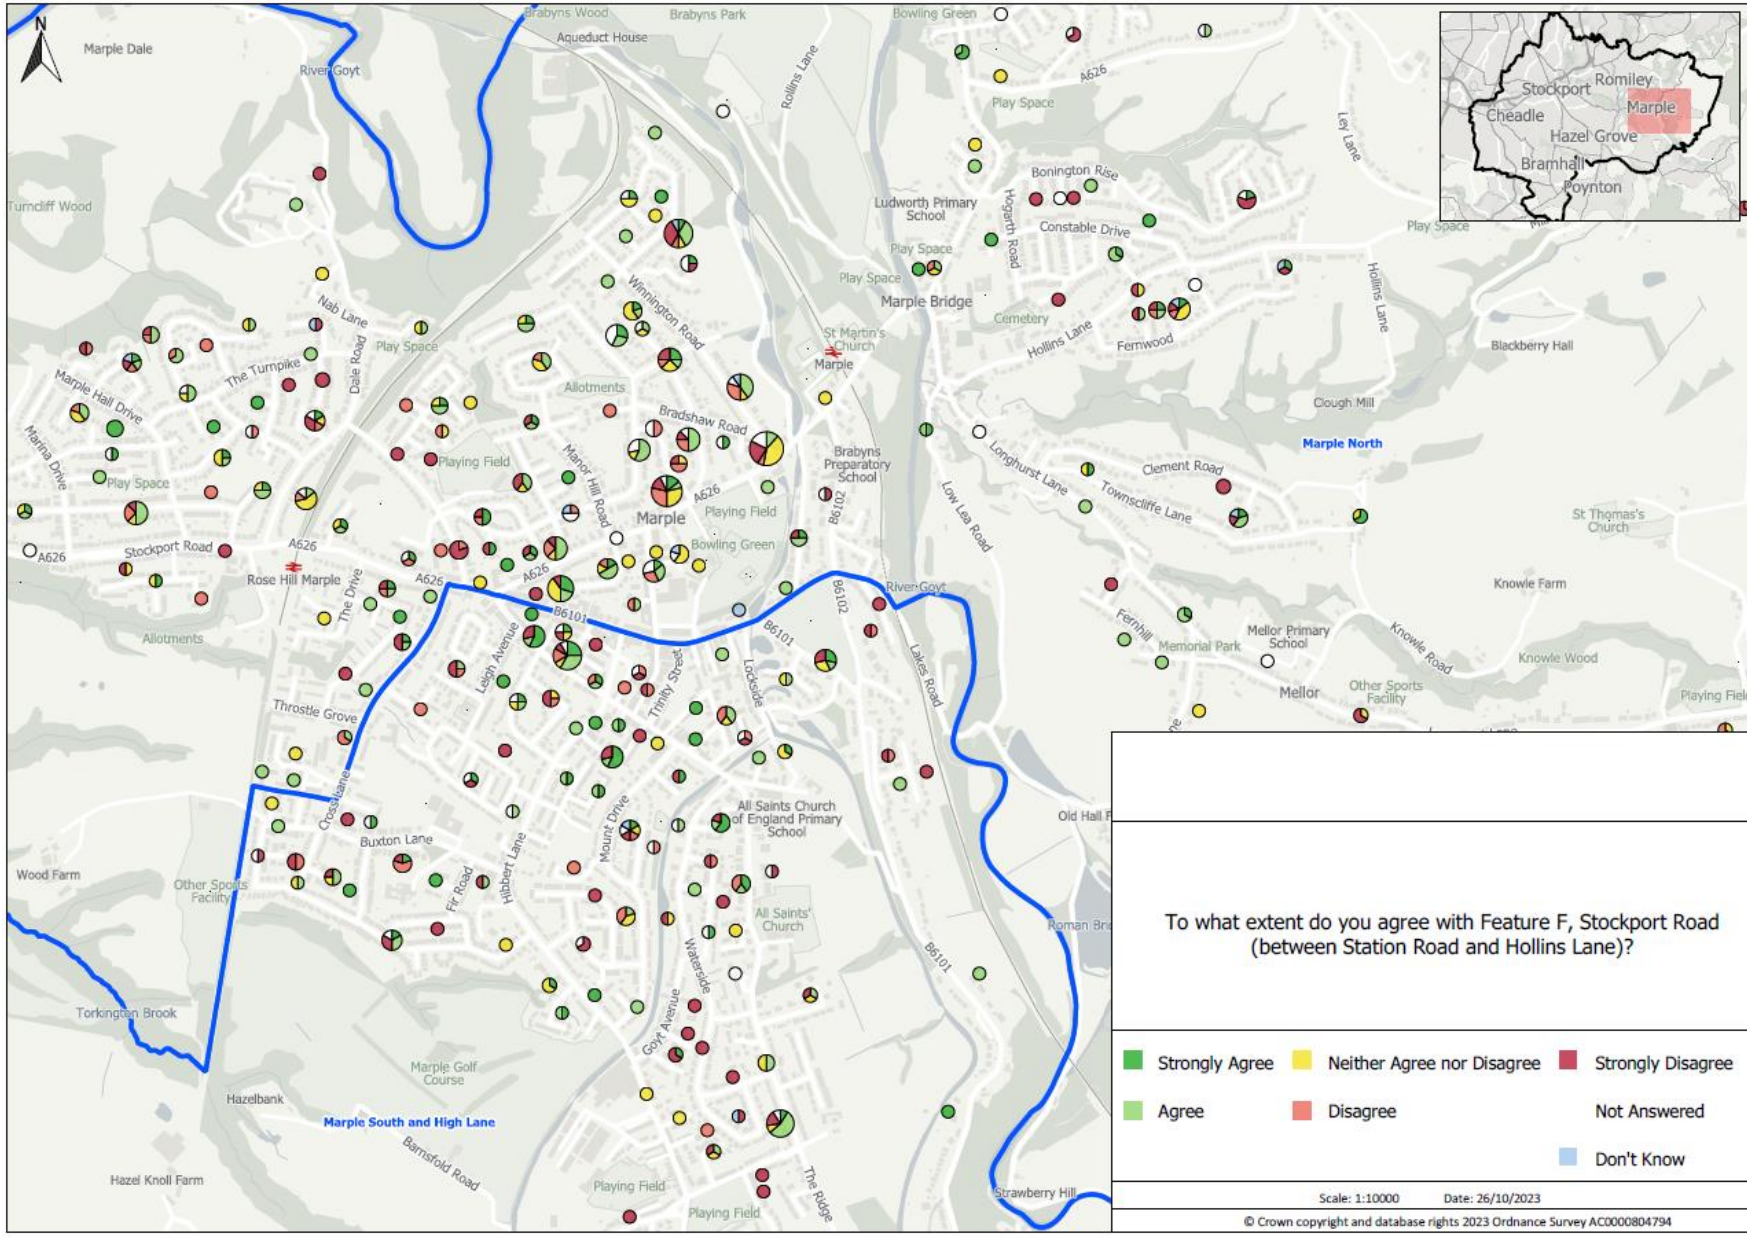 N
Marple Dale
River Goyt
Brabyns Wood
Brabyns Park
Aqueduct House
Bowling Green
Rollins Lane
A626
Play Space
Ley Lane
Romiley
Stockport
Marple
Cheadle
Hazel Grove
Bramhall
Poynton
Turncliff Wood
Ludworth Primary
School
Bonington Rise
Hogarth Road
Constable Drive
Play Space
Play Space
Play Space
Marple Bridge
Hollins Lane
Nab Lane
Winnington Road
Cemetery
St Martin's
Church
Marple
Hollins Lane
Fernwood
Blackberry Hall
Play Space
The Turnpike
Dale Road
Marple Hall Drive
Allotments
Clough Mill
Bradshaw Road
Marple North
Marina Drive
Playing Field
Manor Hill Road
Brabyns
Preparatory
School
Longhurst Lane
Clement Road
Townscliffe Lane
Play Space
A626
B6102
Marple
Playing Field
Low Lea Road
St Thomas's
Church
Bowling Green
Stockport Road
A626
A626
Rose Hill Marple
The Drive
A626
A626
B6101
River Goyt
B6102
Knowle Farm
Allotments
B6101
Fernhill
Memorial Park
Mellor Primary
School
Knowle Road
Knowle Wood
Leigh Avenue
Trinity Street
Lockside
Lakes Road
Mellor
Other Sports
Facility
Playing Fiel
Throstle Grove
Cross Lane
Buxton Lane
Mount Drive
All Saints Church
of England Primary
School
Old Hall F
Wood Farm
Other Sports
Facility
Fir Road
Hibbert Lane
All Saints'
Church
Roman Bri
Waterside
B6101
Torkington Brook
Goyt Avenue
Marple Golf
Course
Hazelbank
Marple South and High Lane
Barnsfold Road
Hazel Knoll Farm
Playing Field
Playing Field
The Ridge
Strawberry Hill
To what extent do you agree with Feature F, Stockport Road
(between Station Road and Hollins Lane)?
Strongly Agree
Neither Agree nor Disagree
Strongly Disagree
Agree
Disagree
Not Answered
Don't Know
Scale: 1:10000
Date: 26/10/2023
© Crown copyright and database rights 2023 Ordnance Survey AC0000804794